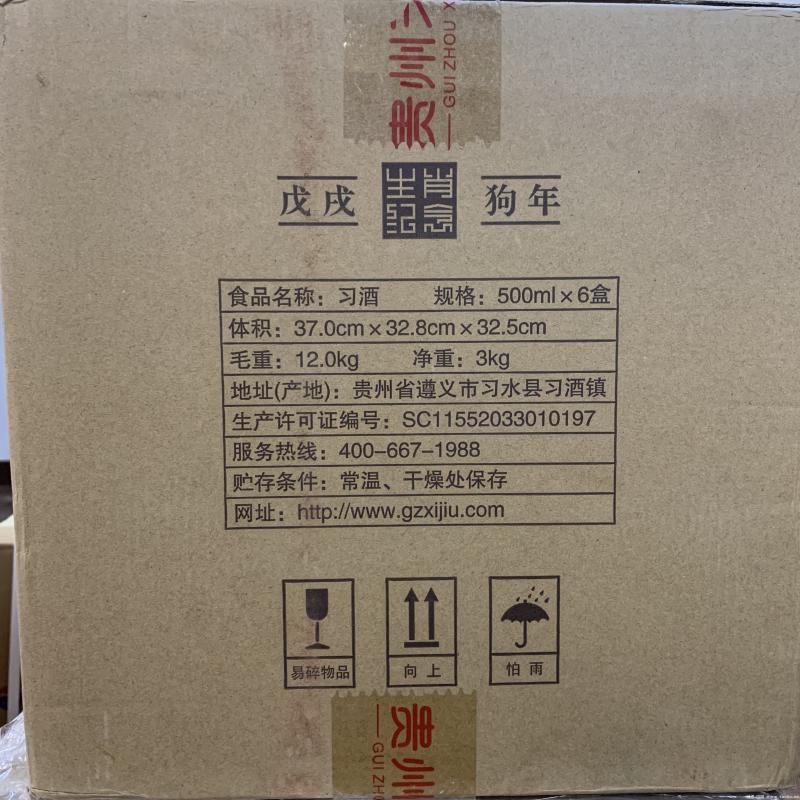 贵州
GUIZHOU
戊戌
生肖
纪念
狗年
食品名称：习酒 规格：500ml×6盒
体积：37.0cm×32.8cm×32.5cm
毛重：12.0kg 净重：3kg
地址(产地)：贵州省遵义市习水县习酒镇
生产许可证编号：SC11552033010197
服务热线：400-667-1988
贮存条件：常温、干燥处保存
网址：http://www.gzxijiu.com
易碎物品
向上
怕雨
贵州
GUIZH